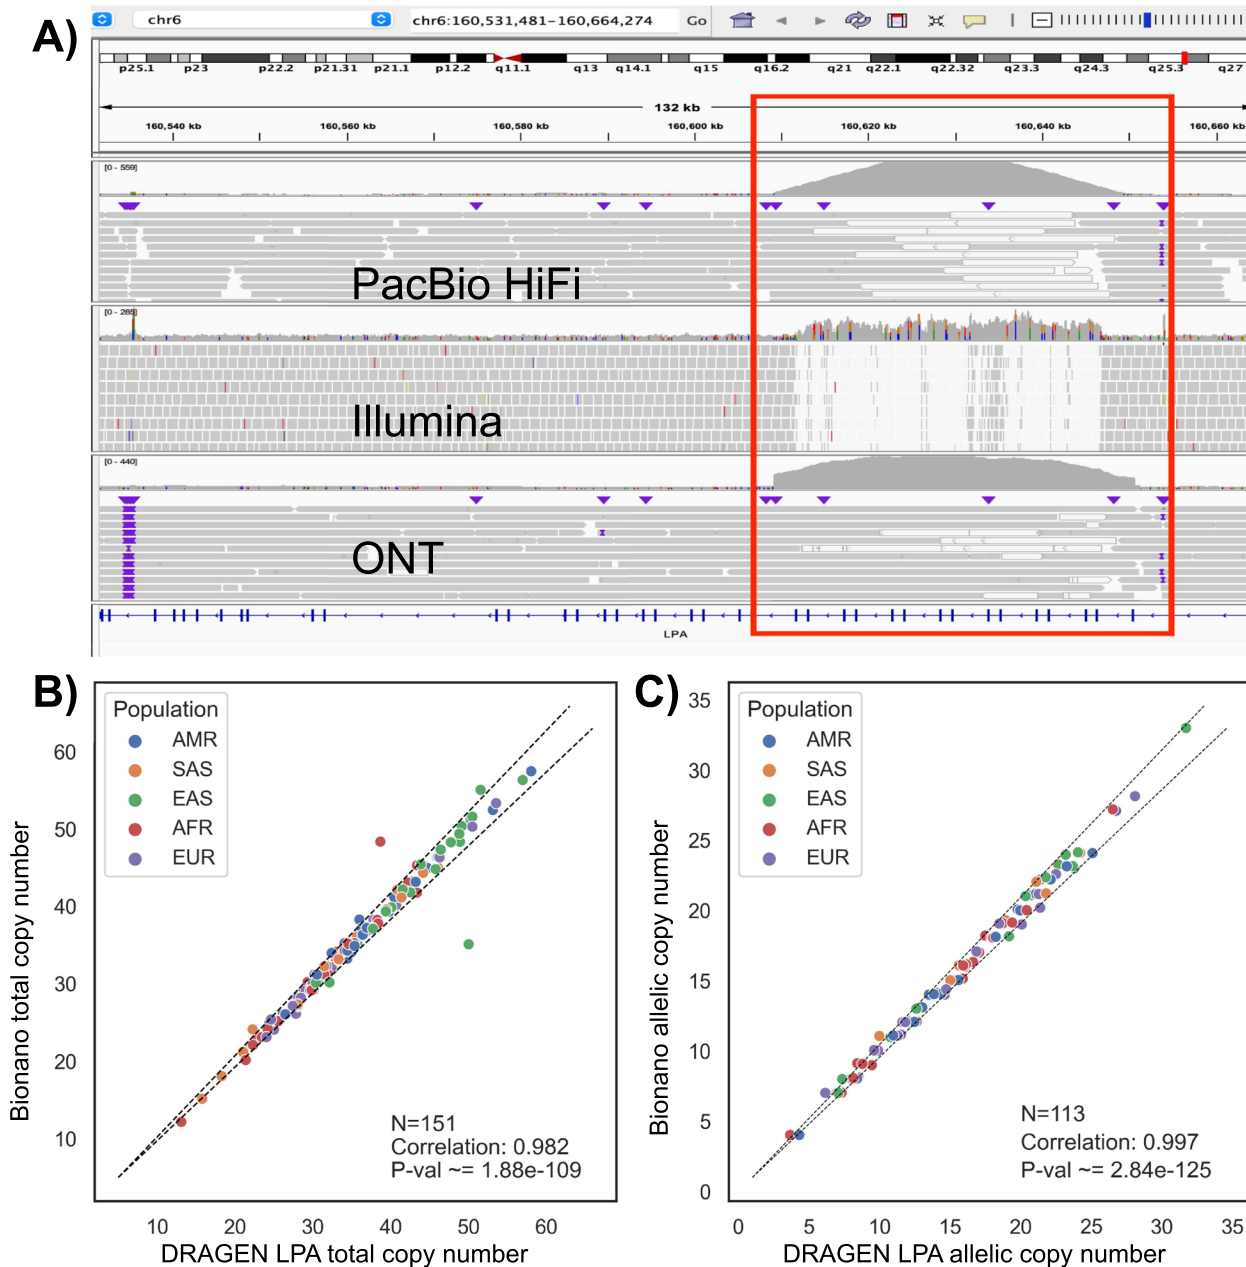 A)
chr6
chr6:160,531,481-160,664,274
Go
p25.1 p23 p22.2 p21.31 p21.1 p12.2 q11.1 q13 q14.1 q15 q16.2 q21 q22.1 q22.32 q23.3 q24.3 q25.3 q27
132 kb
160,540 kb 160,560 kb 160,580 kb 160,600 kb 160,620 kb 160,640 kb 160,660 kb
[0 - 559]
PacBio HiFi
[0 - 285]
Illumina
[0 - 440]
ONT
LPA
B)
Population
AMR
SAS
EAS
AFR
EUR
60
50
40
30
20
10
Bionano total copy number
N=151
Correlation: 0.982
P-val ~= 1.88e-109
10 20 30 40 50 60
DRAGEN LPA total copy number
C)
Population
AMR
SAS
EAS
AFR
EUR
35
30
25
20
15
10
5
0
Bionano allelic copy number
N=113
Correlation: 0.997
P-val ~= 2.84e-125
0 5 10 15 20 25 30 35
DRAGEN LPA allelic copy number